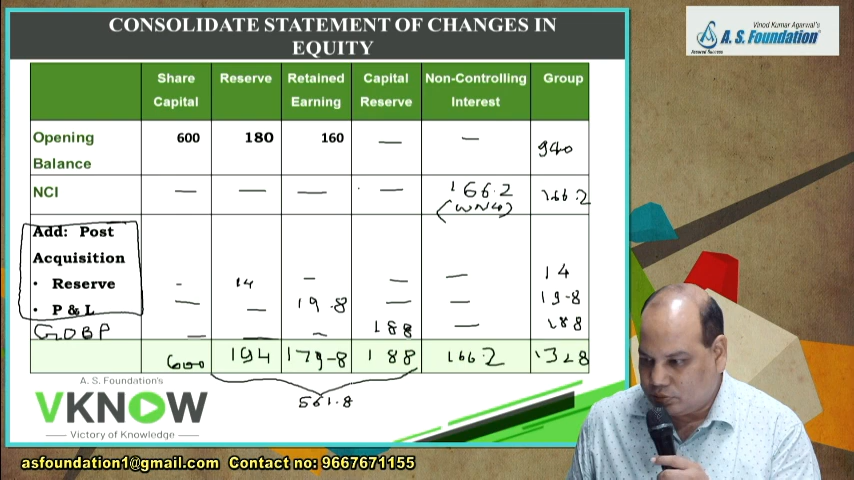 CONSOLIDATE STATEMENT OF CHANGES IN
EQUITY
Vinod Kumar Agarwal's
A. S. Foundation®
Assured Success
Share Capital | Reserve | Retained Earning | Capital Reserve | Non-Controlling Interest | Group
Opening Balance | 600 | 180 | 160 | — | — | 940
NCI | — | — | — | — | 166.2 (WN4) | 166.2
Add: Post
Acquisition
• Reserve | - | 14 | — | — | — | 14
• P & L | — | — | 19.8 | — | — | 19-8
GOBP | — | — | - | 188 | — | 188
600 | 194 | 179-8 | 188 | 166.2 | 1328
561.8
A. S. Foundation's
VKNOW
Victory of Knowledge
asfoundation1@gmail.com Contact no: 9667671155